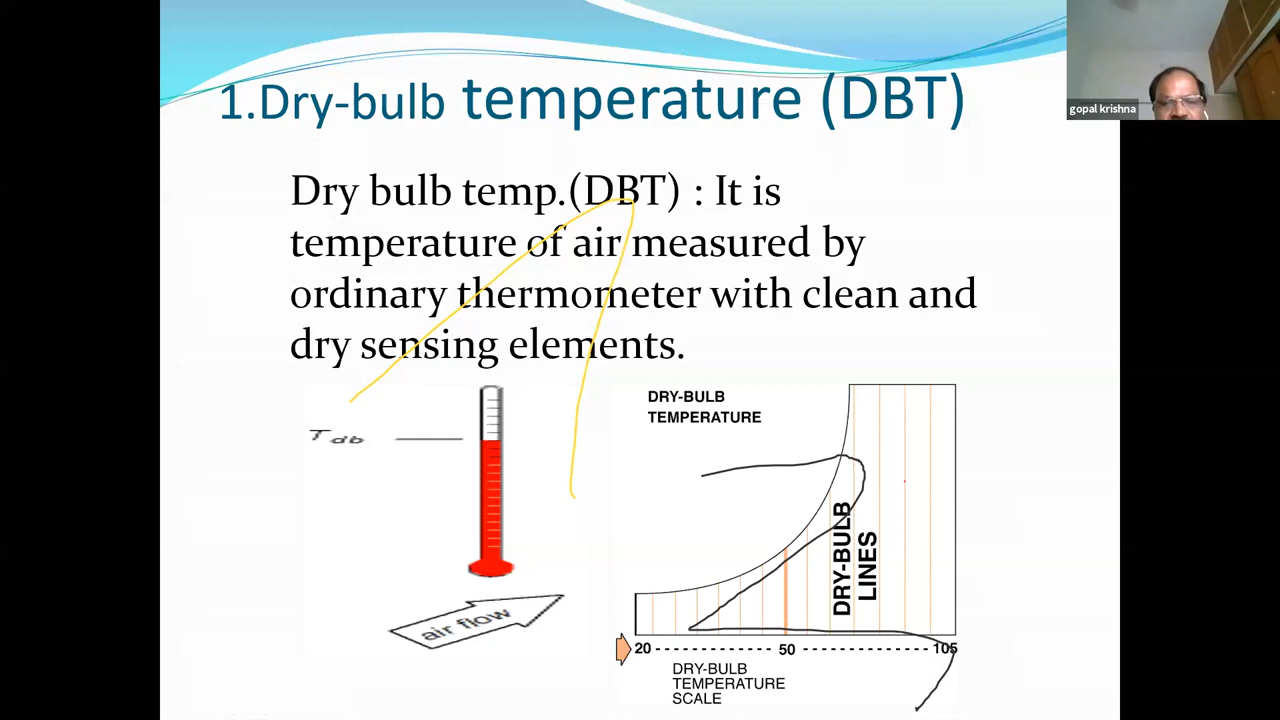 1.Dry-bulb temperature (DBT)
gopal krishna
Dry bulb temp.(DBT) : It is
temperature of air measured by
ordinary thermometer with clean and
dry sensing elements.
T db
air flow
DRY-BULB
TEMPERATURE
DRY-BULB
LINES
20 50 105
DRY-BULB
TEMPERATURE
SCALE